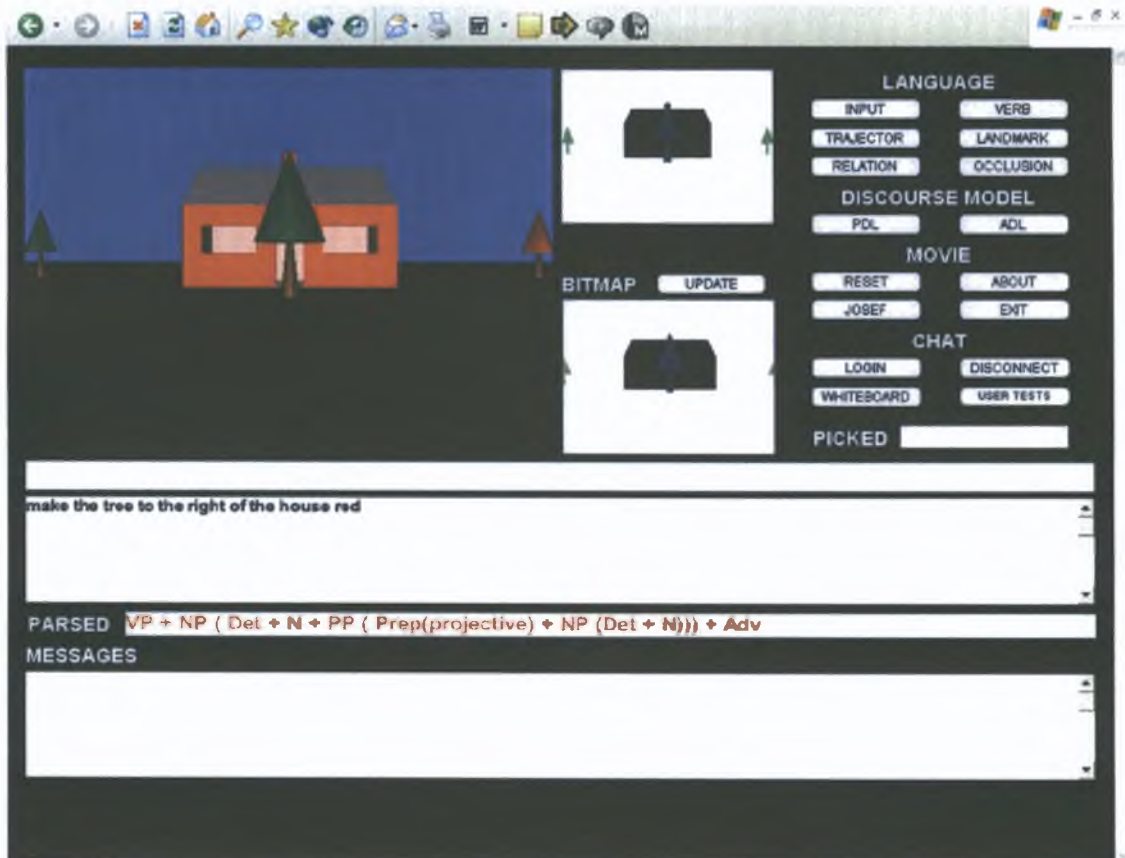 LANGUAGE
INPUT VERB
TRAJECTOR LANDMARK
RELATION OCCLUSION
DISCOURSE MODEL
PDL ADL
MOVIE
BITMAP UPDATE
RESET ABOUT
JOSEF EXIT
CHAT
LOGIN DISCONNECT
WHITEBOARD USER TESTS
PICKED
make the tree to the right of the house red
PARSED VP + NP ( Det + N + PP ( Prep(projective) + NP (Det + N))) + Adv
MESSAGES